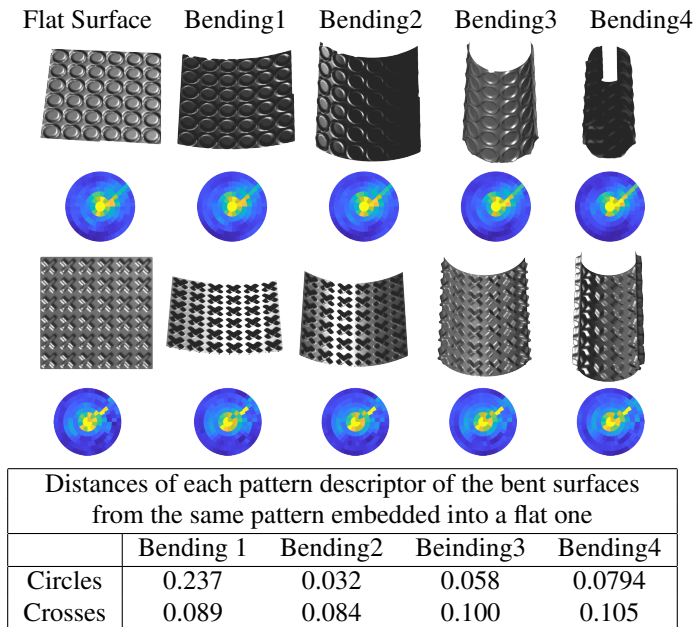 Flat Surface Bending1 Bending2 Bending3 Bending4
Distances of each pattern descriptor of the bent surfaces
from the same pattern embedded into a flat one
Bending 1 Bending2 Beinding3 Bending4
Circles 0.237 0.032 0.058 0.0794
Crosses 0.089 0.084 0.100 0.105